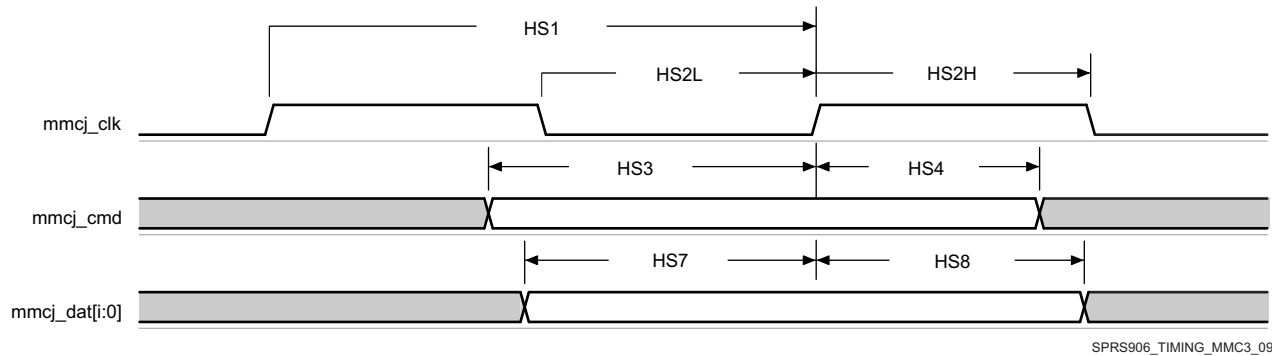 HS1
HS2L HS2H
mmcj_clk
HS3 HS4
mmcj_cmd
HS7 HS8
mmcj_dat[i:0]
SPRS906_TIMING_MMC3_09